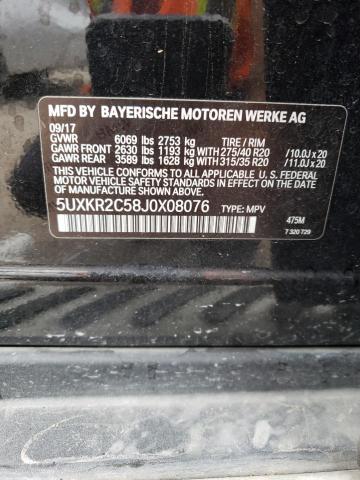 MFD BY BAYERISCHE MOTOREN WERKE AG
09/17
GVWR 6069 lbs 2753 kg TIRE / RIM
GAWR FRONT 2630 lbs 1193 kg WITH 275/40 R20 /10.0J x 20
GAWR REAR 3589 lbs 1628 kg WITH 315/35 R20 /11.0J x 20
THIS VEHICLE CONFORMS TO ALL APPLICABLE U.S. FEDERAL
MOTOR VEHICLE SAFETY STANDARDS IN EFFECT ON
THE DATE OF MANUFACTURE SHOWN ABOVE.
5UXKR2C58J0X08076 TYPE: MPV 475M
7 320 729